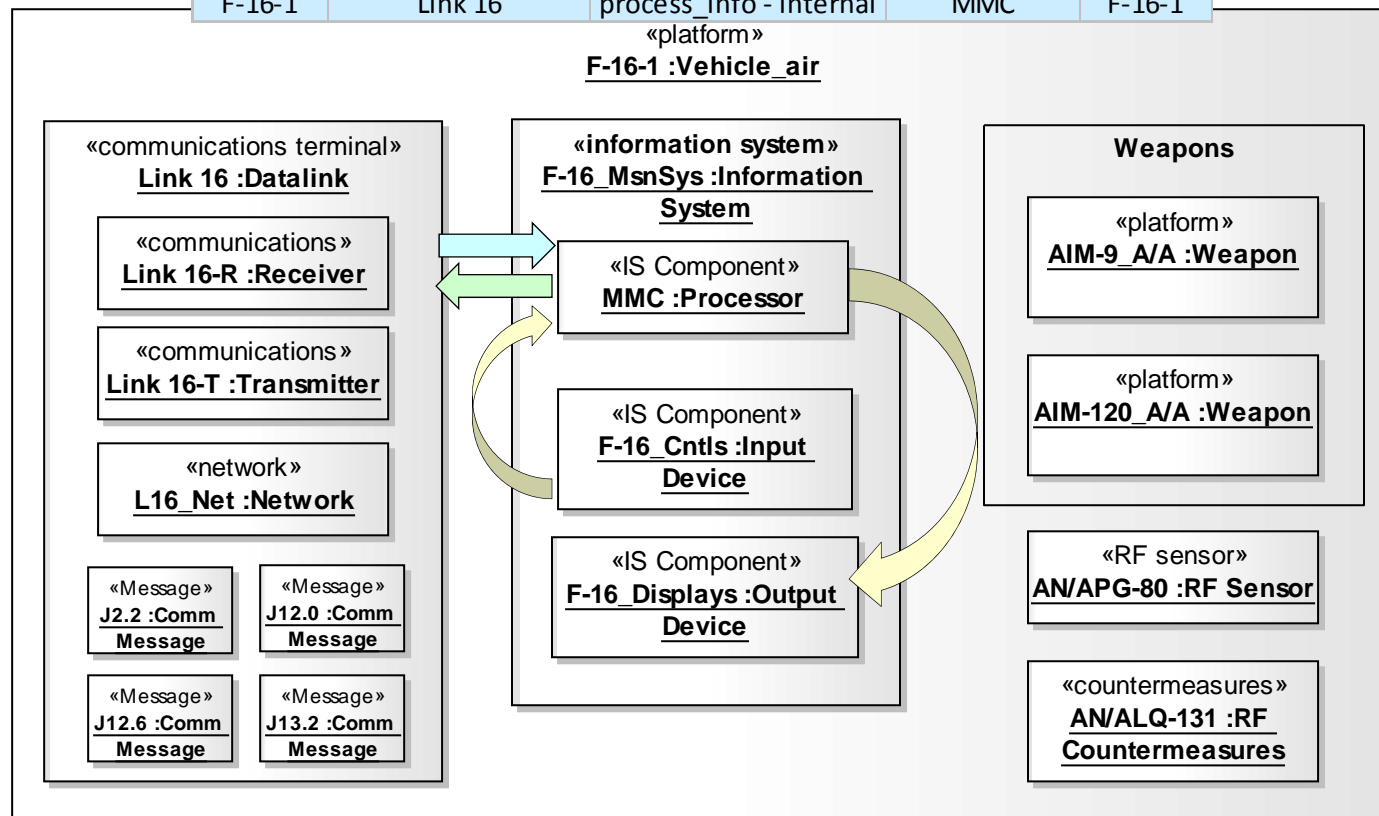 F-16-1 Link 16 process_info - internal MMC F-16-1
«platform»
F-16-1 :Vehicle_air
«communications terminal»
Link 16 :Datalink
«communications»
Link 16-R :Receiver
«communications»
Link 16-T :Transmitter
«network»
L16_Net :Network
«Message»
J2.2 :Comm
Message
«Message»
J12.0 :Comm
Message
«Message»
J12.6 :Comm
Message
«Message»
J13.2 :Comm
Message
«information system»
F-16_MsnSys :Information
System
«IS Component»
MMC :Processor
«IS Component»
F-16_Cntls :Input
Device
«IS Component»
F-16_Displays :Output
Device
Weapons
«platform»
AIM-9_A/A :Weapon
«platform»
AIM-120_A/A :Weapon
«RF sensor»
AN/APG-80 :RF Sensor
«countermeasures»
AN/ALQ-131 :RF
Countermeasures